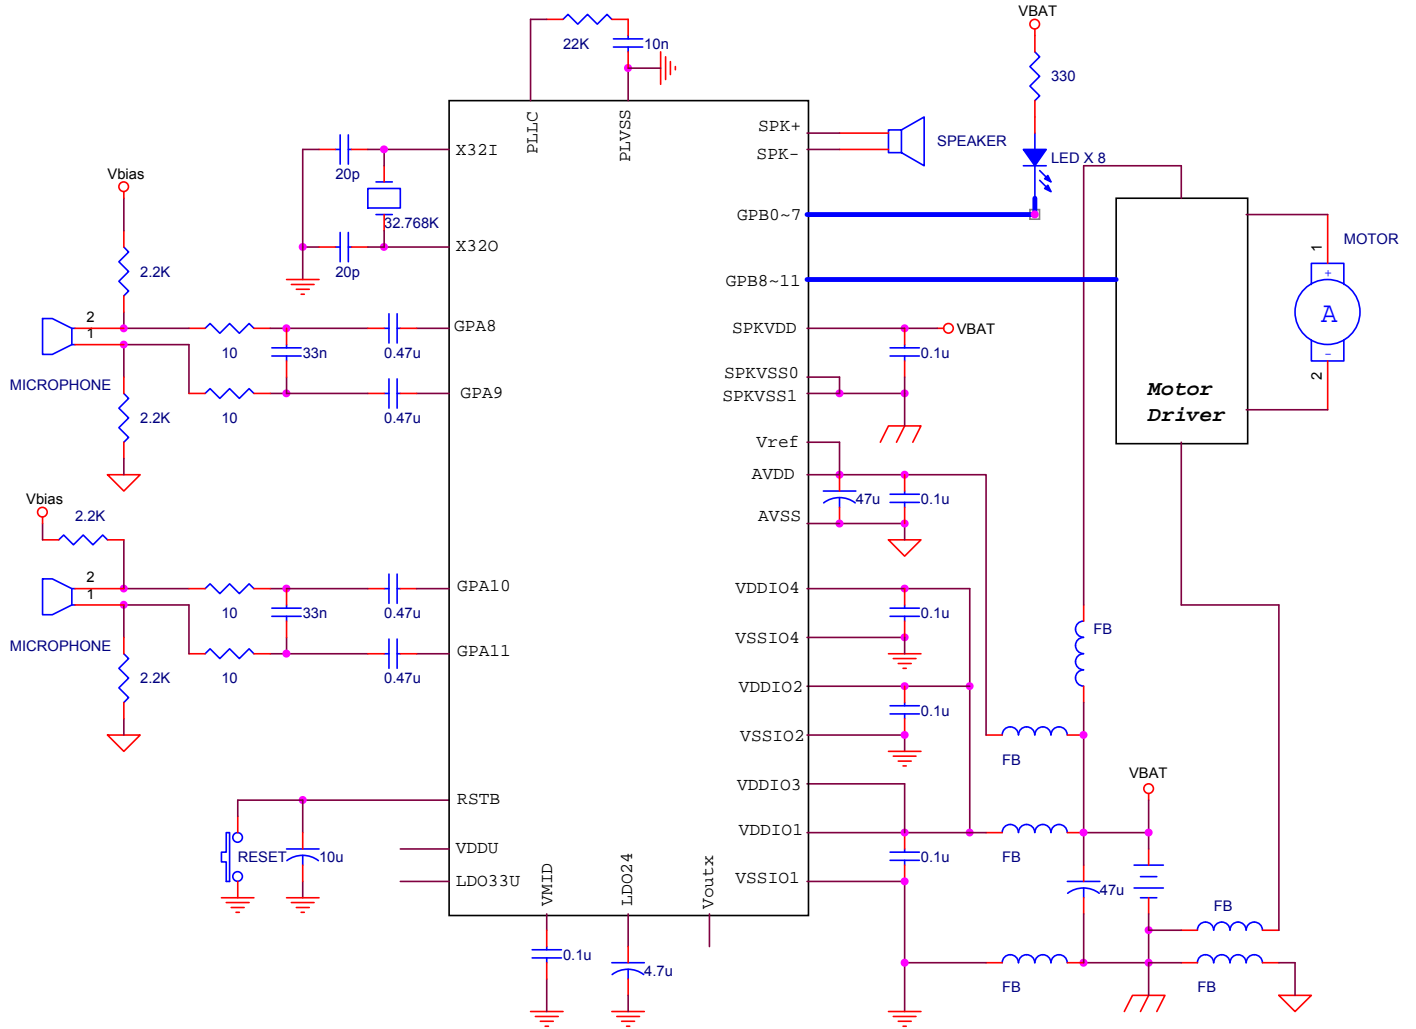 VBAT
22K
10n
330
PLLC
PLVSS
SPK+
SPEAKER
SPK-
LED X 8
X32I
20p
32.768K
X32O
20p
GPB0~7
MOTOR
1
+
A
-
2
GPB8~11
Motor
Driver
Vbias
2.2K
2
1
10
33n
0.47u
GPA8
MICROPHONE
2.2K
10
0.47u
GPA9
SPKVDD
VBAT
0.1u
SPKVSS0
SPKVSS1
Vref
AVDD
47u
0.1u
AVSS
Vbias
2.2K
2
1
10
33n
0.47u
GPA10
MICROPHONE
2.2K
10
0.47u
GPA11
VDDIO4
0.1u
VSSIO4
FB
VDDIO2
0.1u
VSSIO2
FB
VDDIO3
VBAT
VDDIO1
FB
0.1u
VSSIO1
47u
RSTB
RESET
10u
VDDU
LDO33U
VMID
LDO24
Voutx
0.1u
4.7u
FB
FB
FB